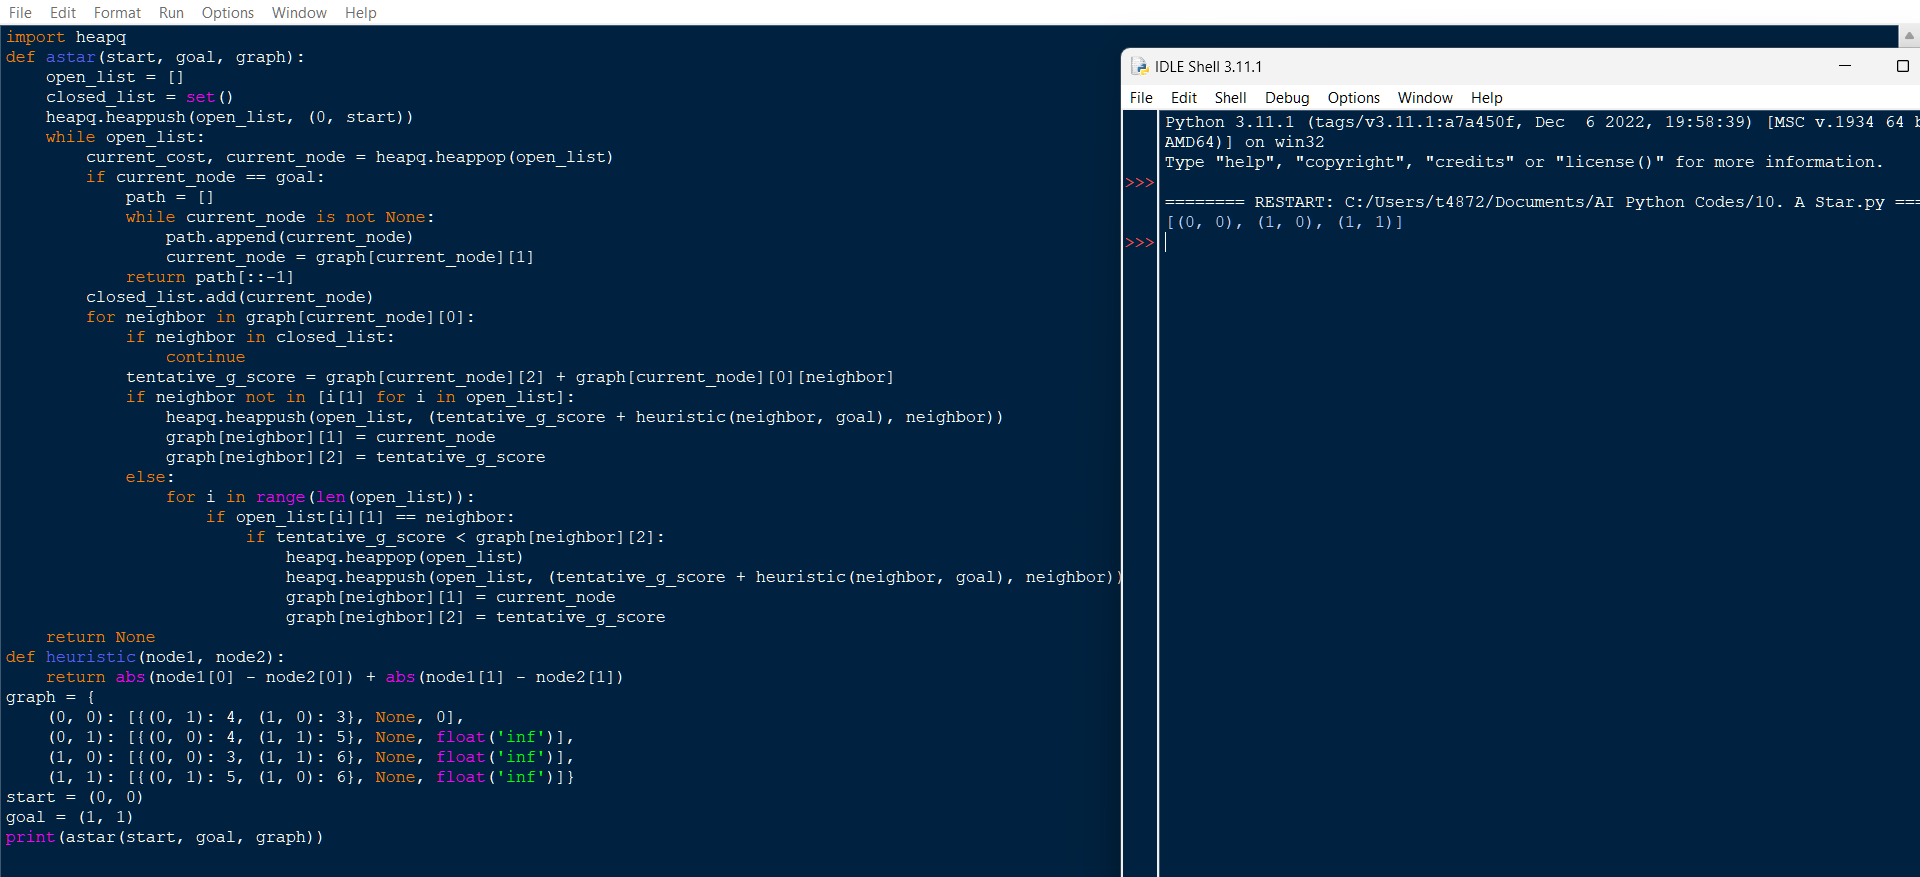 File Edit Format Run Options Window Help
import heapq
def astar(start, goal, graph):
    open_list = []
    closed_list = set()
    heapq.heappush(open_list, (0, start))
    while open_list:
        current_cost, current_node = heapq.heappop(open_list)
        if current_node == goal:
            path = []
            while current_node is not None:
                path.append(current_node)
                current_node = graph[current_node][1]
            return path[::-1]
        closed_list.add(current_node)
        for neighbor in graph[current_node][0]:
            if neighbor in closed_list:
                continue
            tentative_g_score = graph[current_node][2] + graph[current_node][0][neighbor]
            if neighbor not in [i[1] for i in open_list]:
                heapq.heappush(open_list, (tentative_g_score + heuristic(neighbor, goal), neighbor))
                graph[neighbor][1] = current_node
                graph[neighbor][2] = tentative_g_score
            else:
                for i in range(len(open_list)):
                    if open_list[i][1] == neighbor:
                        if tentative_g_score < graph[neighbor][2]:
                            heapq.heappop(open_list)
                            heapq.heappush(open_list, (tentative_g_score + heuristic(neighbor, goal), neighbor))
                            graph[neighbor][1] = current_node
                            graph[neighbor][2] = tentative_g_score
    return None
def heuristic(node1, node2):
    return abs(node1[0] - node2[0]) + abs(node1[1] - node2[1])
graph = {
    (0, 0): [{(0, 1): 4, (1, 0): 3}, None, 0],
    (0, 1): [{(0, 0): 4, (1, 1): 5}, None, float('inf')],
    (1, 0): [{(0, 0): 3, (1, 1): 6}, None, float('inf')],
    (1, 1): [{(0, 1): 5, (1, 0): 6}, None, float('inf')]}
start = (0, 0)
goal = (1, 1)
print(astar(start, goal, graph))
IDLE Shell 3.11.1
File Edit Shell Debug Options Window Help
Python 3.11.1 (tags/v3.11.1:a7a450f, Dec  6 2022, 19:58:39) [MSC v.1934 64 b
AMD64)] on win32
Type "help", "copyright", "credits" or "license()" for more information.
>>>
======== RESTART: C:/Users/t4872/Documents/AI Python Codes/10. A Star.py ===
[(0, 0), (1, 0), (1, 1)]
>>>